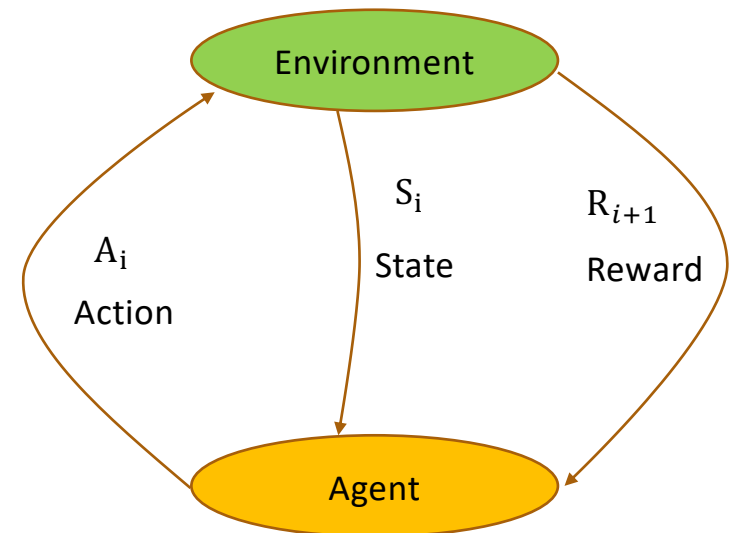 Environment
Sᵢ
State
Rᵢ₊₁
Reward
Aᵢ
Action
Agent